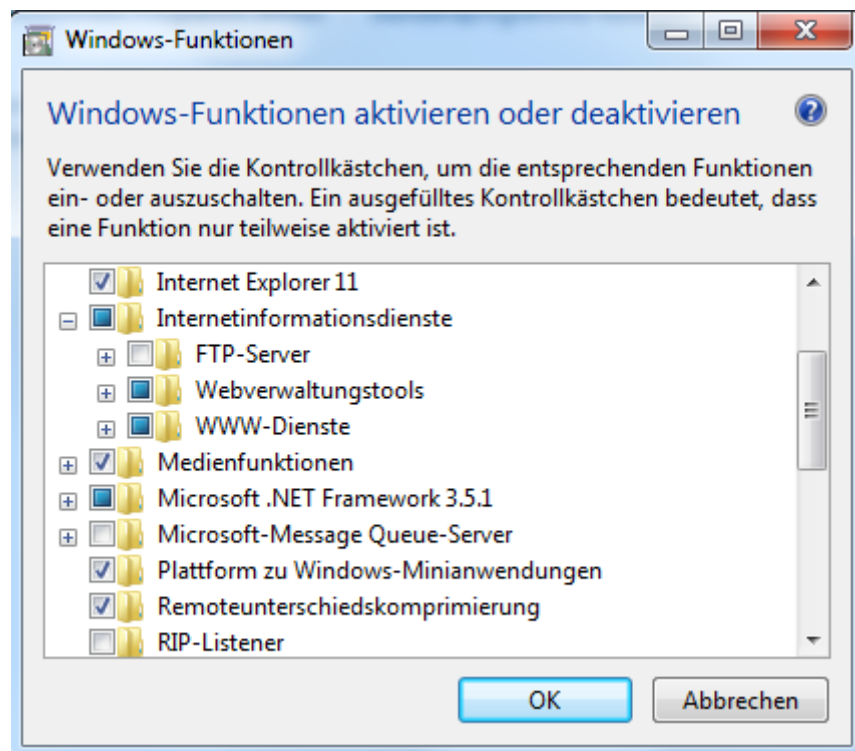 Windows-Funktionen
Windows-Funktionen aktivieren oder deaktivieren
Verwenden Sie die Kontrollkästchen, um die entsprechenden Funktionen
ein- oder auszuschalten. Ein ausgefülltes Kontrollkästchen bedeutet, dass
eine Funktion nur teilweise aktiviert ist.
Internet Explorer 11
Internetinformationsdienste
FTP-Server
Webverwaltungstools
WWW-Dienste
Medienfunktionen
Microsoft .NET Framework 3.5.1
Microsoft-Message Queue-Server
Plattform zu Windows-Minianwendungen
Remoteunterschiedskomprimierung
RIP-Listener
OK
Abbrechen